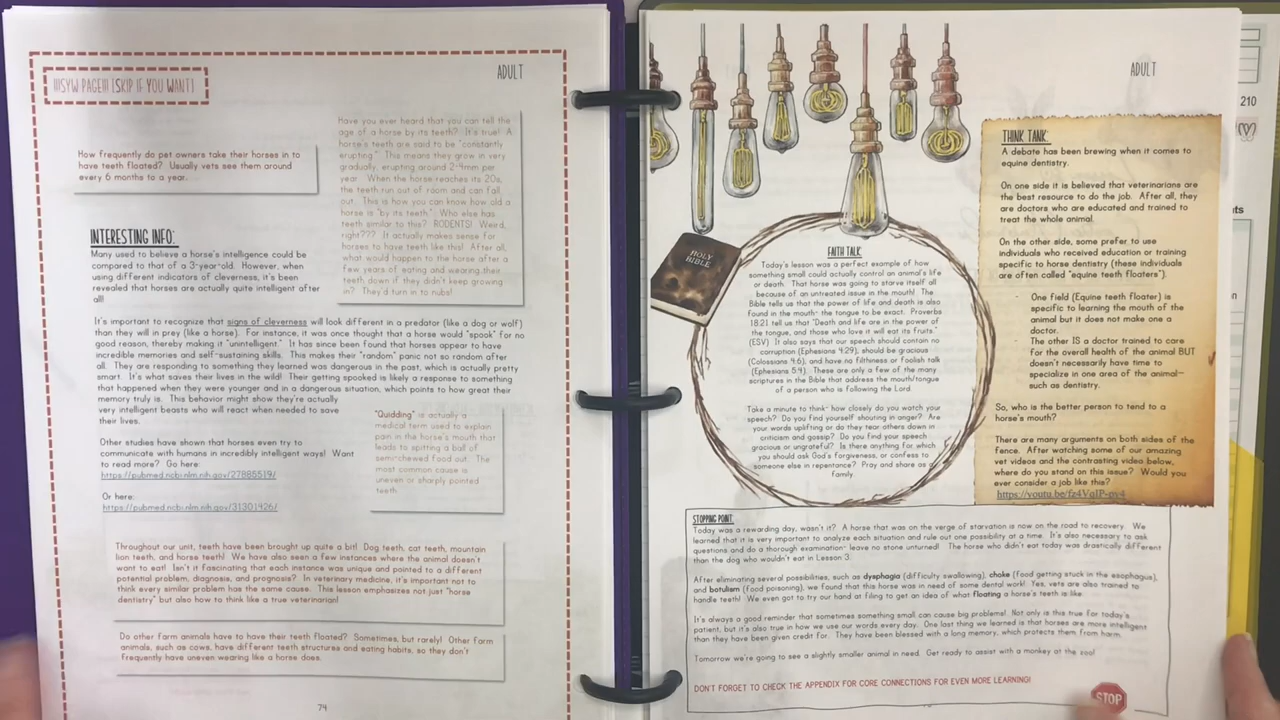 !!!SYW PAGE!!! (SKIP IF YOU WANT)
ADULT
How frequently do pet owners take their horses in to
have teeth floated? Usually vets see them around
every 6 months to a year.
Have you ever heard that you can tell the
age of a horse by its teeth? It's true! A
horse's teeth are said to be "constantly
erupting." This means they grow in very
gradually, erupting around 2-4mm per
year. When the horse reaches its 20s,
the teeth run out of room and can fall
out. This is how you can know how old a
horse is "by its teeth." Who else has
teeth similar to this? RODENTS! Weird,
right??? It actually makes sense for
horses to have teeth like this! After all,
what would happen to the horse after a
few years of eating and wearing their
teeth down if they didn't keep growing
in? They'd turn in to nubs!
INTERESTING INFO:
Many used to believe a horse's intelligence could be
compared to that of a 3-year-old. However, when
using different indicators of cleverness, it's been
revealed that horses are actually quite intelligent after
all!
It's important to recognize that signs of cleverness will look different in a predator (like a dog or wolf)
than they will in prey (like a horse). For instance, it was once thought that a horse would "spook" for no
good reason, thereby making it "unintelligent." It has since been found that horses appear to have
incredible memories and self-sustaining skills. This makes their "random" panic not so random after
all. They are responding to something they learned was dangerous in the past, which is actually pretty
smart. It's what saves their lives in the wild! Their getting spooked is likely a response to something
that happened when they were younger and in a dangerous situation, which points to how great their
memory truly is. This behavior might show they're actually
very intelligent beasts who will react when needed to save
their lives.
Other studies have shown that horses even try to
communicate with humans in incredibly intelligent ways! Want
to read more? Go here:
https://pubmed.ncbi.nlm.nih.gov/27885519/
Or here:
https://pubmed.ncbi.nlm.nih.gov/31301426/
"Quidding" is actually a
medical term used to explain
pain in the horse's mouth that
leads to spitting a ball of
semi-chewed food out. The
most common cause is
uneven or sharply pointed
teeth.
Throughout our unit, teeth have been brought up quite a bit! Dog teeth, cat teeth, mountain
lion teeth, and horse teeth! We have also seen a few instances where the animal doesn't
want to eat! Isn't it fascinating that each instance was unique and pointed to a different
potential problem, diagnosis, and prognosis? In veterinary medicine, it's important not to
think every similar problem has the same cause. This lesson emphasizes not just "horse
dentistry" but also how to think like a true veterinarian!
Do other farm animals have to have their teeth floated? Sometimes, but rarely! Other farm
animals, such as cows, have different teeth structures and eating habits, so they don't
frequently have uneven wearing like a horse does.
74
ADULT
HOLY
BIBLE
FAITH TALK:
Today's lesson was a perfect example of how
something small could actually control an animal's life
or death. That horse was going to starve itself all
because of an untreated issue in the mouth! The
Bible tells us that the power of life and death is also
found in the mouth- the tongue to be exact. Proverbs
18:21 tell us that "Death and life are in the power of
the tongue, and those who love it will eat its fruits."
(ESV) It also says that our speech should contain no
corruption (Ephesians 4:29), should be gracious
(Colossians 4:6), and have no filthiness or foolish talk
(Ephesians 5:4). These are only a few of the many
scriptures in the Bible that address the mouth/tongue
of a person who is following the Lord.
Take a minute to think- how closely do you watch your
speech? Do you find yourself shouting in anger? Are
your words uplifting or do they tear others down in
criticism and gossip? Do you find your speech
gracious or ungrateful? Is there anything for which
you should ask God's forgiveness, or confess to
someone else in repentance? Pray and share as a
family.
THINK TANK:
A debate has been brewing when it comes to
equine dentistry.
On one side it is believed that veterinarians are
the best resource to do the job. After all, they
are doctors who are educated and trained to
treat the whole animal.
On the other side, some prefer to use
individuals who received education or training
specific to horse dentistry (these individuals
are often called "equine teeth floaters").
- One field (Equine teeth floater) is
specific to learning the mouth of the
animal but it does not make one a
doctor.
- The other IS a doctor trained to care
for the overall health of the animal BUT
doesn't necessarily have time to
specialize in one area of the animal—
such as dentistry.
So, who is the better person to tend to a
horse's mouth?
There are many arguments on both sides of the
fence. After watching some of our amazing
vet videos and the contrasting video below,
where do you stand on this issue? Would you
ever consider a job like this?
STOPPING POINT:
Today was a rewarding day, wasn't it? A horse that was on the verge of starvation is now on the road to recovery. We
learned that it is very important to analyze each situation and rule out one possibility at a time. It's also necessary to ask
questions and do a thorough examination- leave no stone unturned! The horse who didn't eat today was drastically different
than the dog who wouldn't eat in Lesson 3.
After eliminating several possibilities, such as dysphagia (difficulty swallowing), choke (food getting stuck in the esophagus),
and botulism (food poisoning), we found that this horse was in need of some dental work! Yes, vets are also trained to
handle teeth! We even got to try our hand at filing to get an idea of what floating a horse's teeth is like.
It's always a good reminder that sometimes something small can cause big problems! Not only is this true for today's
patient, but it's also true in how we use our words every day. One last thing we learned is that horses are more intelligent
than they have been given credit for. They have been blessed with a long memory, which protects them from harm.
Tomorrow we're going to see a slightly smaller animal in need. Get ready to assist with a monkey at the zoo!
DON'T FORGET TO CHECK THE APPENDIX FOR CORE CONNECTIONS FOR EVEN MORE LEARNING!
STOP
210